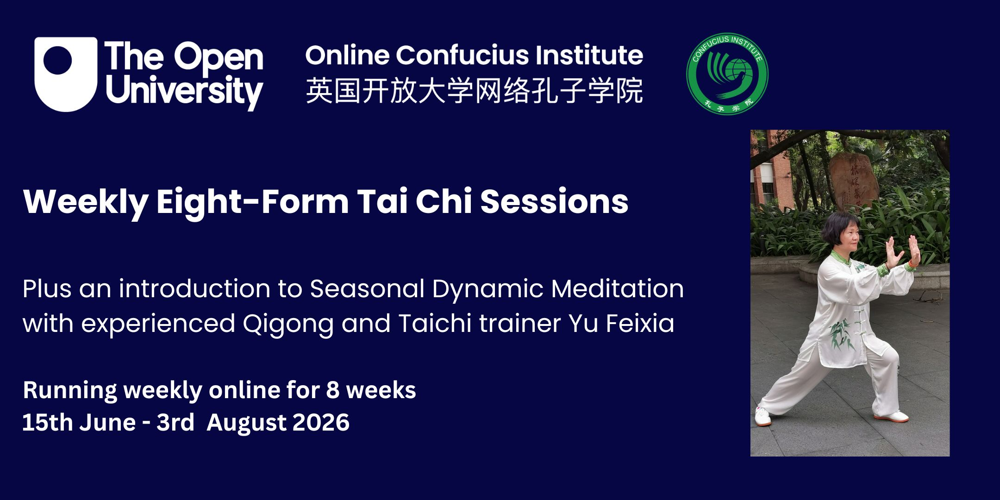 The Open
University
Online Confucius Institute
英国开放大学网络孔子学院
CONFUCIUS INSTITUTE
孔子学院
Weekly Eight-Form Tai Chi Sessions
Plus an introduction to Seasonal Dynamic Meditation
with experienced Qigong and Taichi trainer Yu Feixia
Running weekly online for 8 weeks
15th June - 3rd August 2026